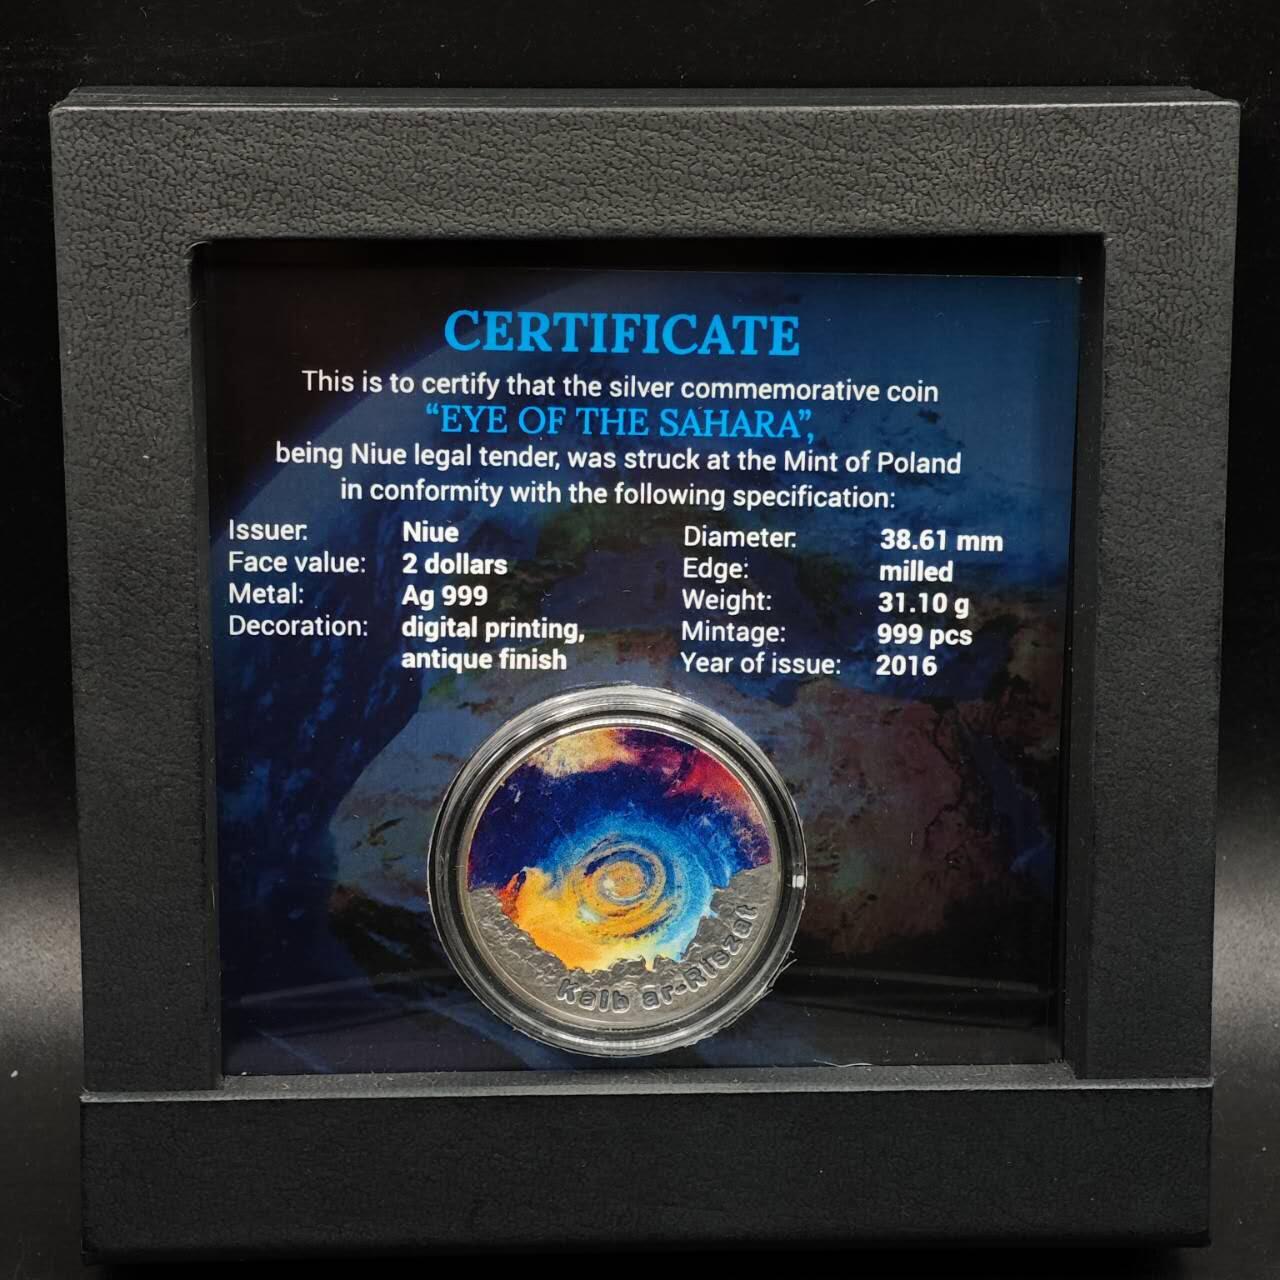 CERTIFICATE
This is to certify that the silver commemorative coin
“EYE OF THE SAHARA”,
being Niue legal tender, was struck at the Mint of Poland
in conformity with the following specification:
Issuer: Niue
Face value: 2 dollars
Metal: Ag 999
Decoration: digital printing,
antique finish
Diameter: 38.61 mm
Edge: milled
Weight: 31.10 g
Mintage: 999 pcs
Year of issue: 2016
Kalb ar-Riszat